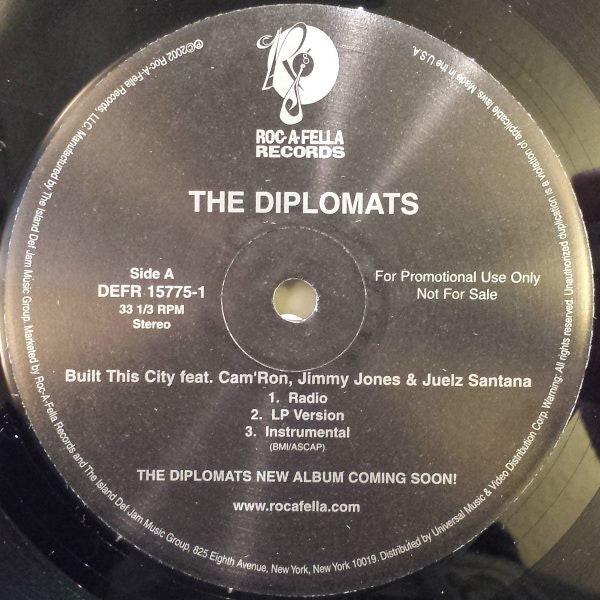 ROC-A-FELLA
RECORDS
THE DIPLOMATS
Side A
DEFR 15775-1
33 1/3 RPM
Stereo
For Promotional Use Only
Not For Sale
Built This City feat. Cam'Ron, Jimmy Jones & Juelz Santana
1. Radio
2. LP Version
3. Instrumental
(BMI/ASCAP)
THE DIPLOMATS NEW ALBUM COMING SOON!
www.rocafella.com
℗©2002 Roc-A-Fella Records, LLC. Manufactured by The Island Def Jam Music Group. Marketed by Roc-A-Fella Records and The Island Def Jam Music Group, 825 Eighth Avenue, New York, New York 10019. Distributed by Universal Music & Video Distribution Corp. Warning: All rights reserved. Unauthorized duplication is a violation of applicable laws. Made in the U.S.A.